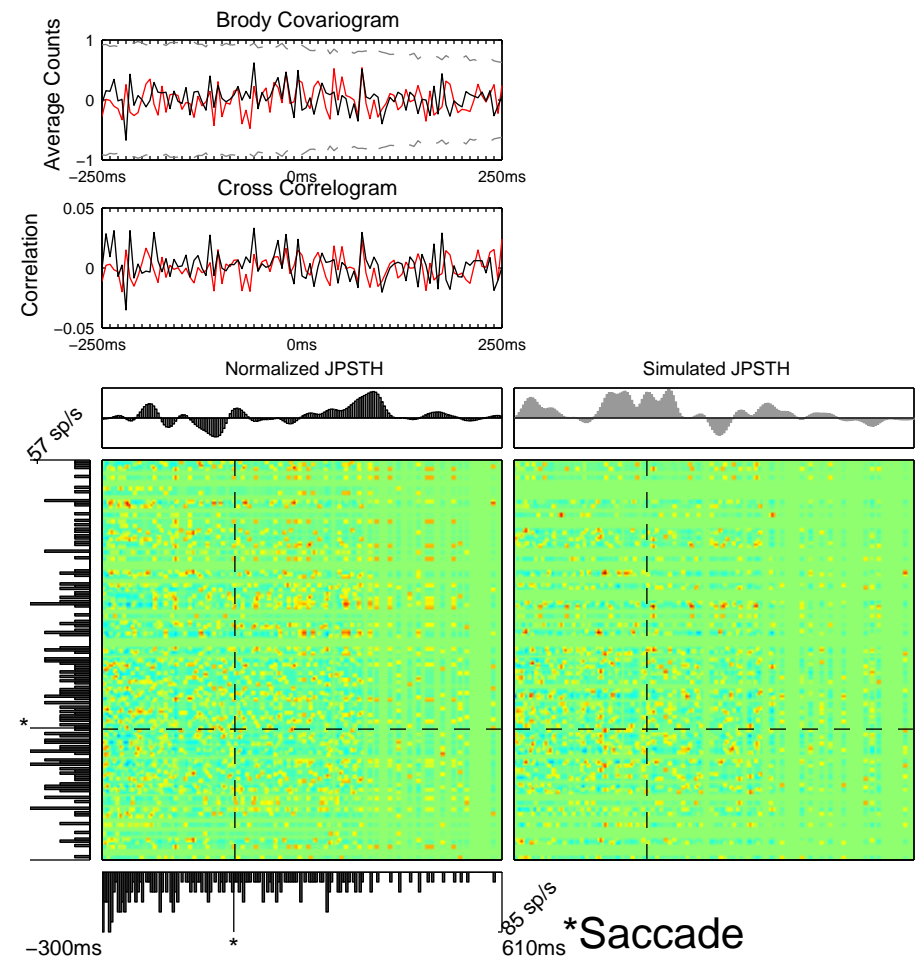 Brody Covariogram
Average Counts
1
0
−1
−250ms
0ms
250ms
Cross Correlogram
Correlation
0.05
0
−0.05
−250ms
0ms
250ms
Normalized JPSTH
Simulated JPSTH
57 sp/s
*
*
85 sp/s
−300ms
610ms
*Saccade